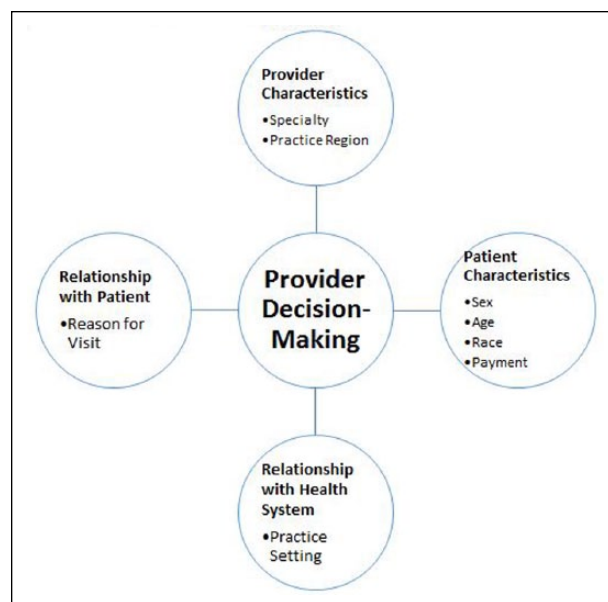 Provider
Characteristics
•Specialty
•Practice Region
Relationship
with Patient
•Reason for
Visit
Provider
Decision-
Making
Patient
Characteristics
•Sex
•Age
•Race
•Payment
Relationship
with Health
System
•Practice
Setting